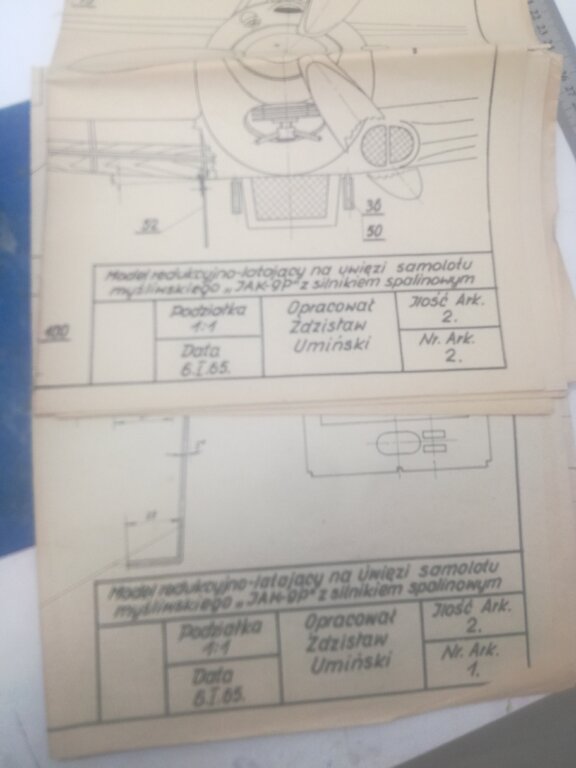 52
38
50
100
Model redukcyjno-latający na uwięzi samolotu
myśliwskiego „JAK-9P" z silnikiem spalinowym
Podziałka
1:1
Data
6.I.65.
Opracował
Zdzisław
Umiński
Ilość Ark.
2.
Nr. Ark.
2.
Model redukcyjno-latający na uwięzi samolotu
myśliwskiego „JAK-9P" z silnikiem spalinowym
Podziałka
1:1
Data
6.I.65.
Opracował
Zdzisław
Umiński
Ilość Ark.
2.
Nr. Ark.
1.